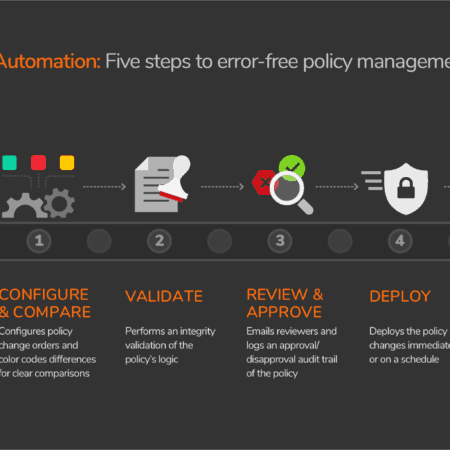 Automation: Five steps to error-free policy manageme
1
2
3
4
CONFIGURE
& COMPARE
Configures policy
change orders and
color codes differences
for clear comparisons
VALIDATE
Performs an integrity
validation of the
policy's logic
REVIEW &
APPROVE
Emails reviewers and
logs an approval/
disapproval audit trail
of the policy
DEPLOY
Deploys the policy
changes immediate
or on a schedule